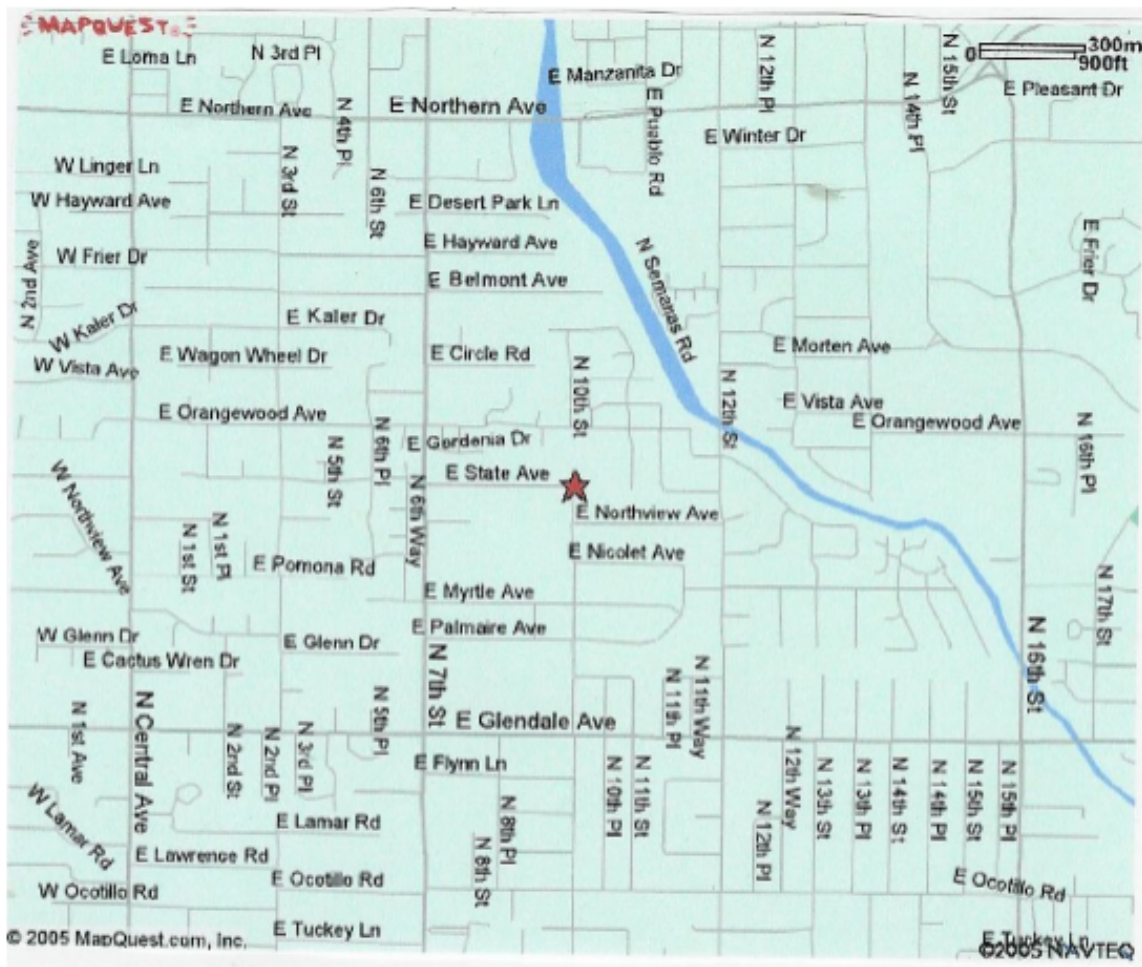 MAPQUEST
0 300m
900ft
E Loma Ln
N 3rd Pl
E Manzanita Dr
N 12th Pl
N 15th St
E Pleasant Dr
E Northern Ave
N 4th Pl
E Northern Ave
E Pueblo Rd
E Winter Dr
N 14th Pl
W Linger Ln
N 3rd St
N 6th St
W Hayward Ave
E Desert Park Ln
E Hayward Ave
N Semanas Rd
E Frier Dr
N 2nd Ave
W Frier Dr
E Belmont Ave
W Kaler Dr
E Kaler Dr
W Vista Ave
E Wagon Wheel Dr
E Circle Rd
N 10th St
E Morten Ave
N 12th St
E Vista Ave
E Orangewood Ave
E Orangewood Ave
N 16th Pl
N 5th St
N 6th Pl
E Gardenia Dr
E State Ave
W Northview Ave
N 6th Way
E Northview Ave
N 1st St
N 1st Pl
E Pomona Rd
E Nicolet Ave
E Myrtle Ave
N 17th St
W Glenn Dr
E Glenn Dr
E Palmaire Ave
E Cactus Wren Dr
N 7th St
N 11th Pl
N 11th Way
N 16th St
N 1st Ave
N Central Ave
N 2nd St
N 2nd Pl
N 3rd Pl
N 5th Pl
E Glendale Ave
E Flynn Ln
N 10th Pl
N 11th St
N 12th Way
N 13th St
N 13th Pl
N 14th St
N 14th Pl
N 15th St
N 15th Pl
W Lamar Rd
E Lamar Rd
N 8th Pl
N 8th St
N 12th Pl
E Lawrence Rd
W Ocotillo Rd
E Ocotillo Rd
E Ocotillo Rd
E Tuckey Ln
E Tuckey Ln
© 2005 MapQuest.com, Inc.
©2005 NAVTEQ